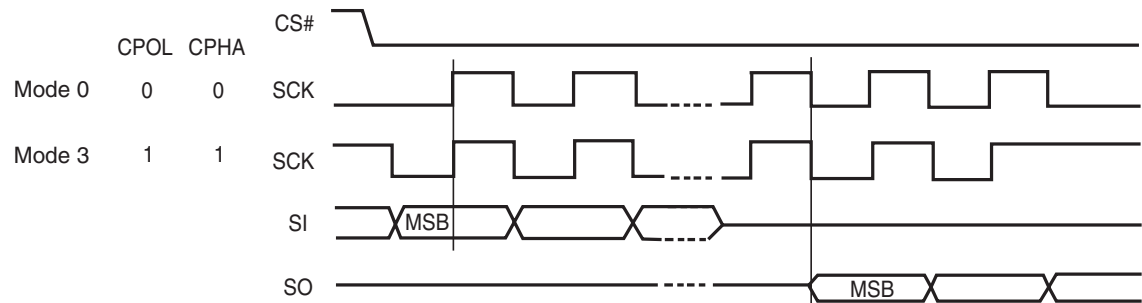 CS#
CPOL CPHA
Mode 0 0 0 SCK
Mode 3 1 1 SCK
SI MSB
SO MSB